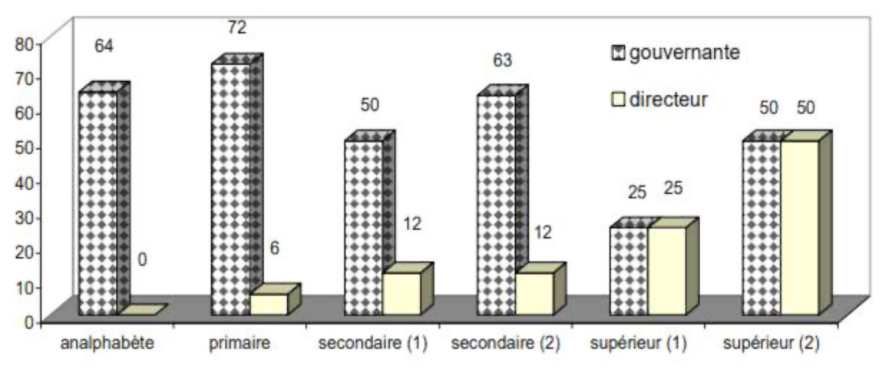 80
70
60
50
40
30
20
10
0
64
0
72
6
50
12
63
12
25
25
50
50
gouvernante
directeur
analphabète
primaire
secondaire (1)
secondaire (2)
supérieur (1)
supérieur (2)